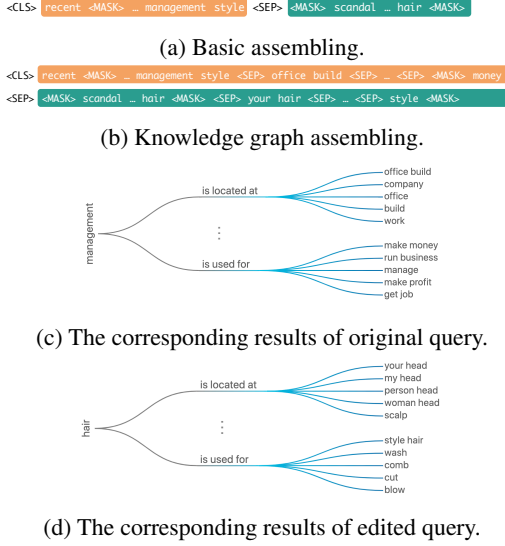 <CLS> recent <MASK> … management style <SEP> <MASK> scandal … hair <MASK>
(a) Basic assembling.
<CLS> recent <MASK> … management style <SEP> office build <SEP> … <SEP> <MASK> money
<SEP> <MASK> scandal … hair <MASK> <SEP> your hair <SEP> … <SEP> style <MASK>
(b) Knowledge graph assembling.
management
is located at
office build
company
office
build
work
⋮
is used for
make money
run business
manage
make profit
get job
(c) The corresponding results of original query.
hair
is located at
your head
my head
person head
woman head
scalp
⋮
is used for
style hair
wash
comb
cut
blow
(d) The corresponding results of edited query.